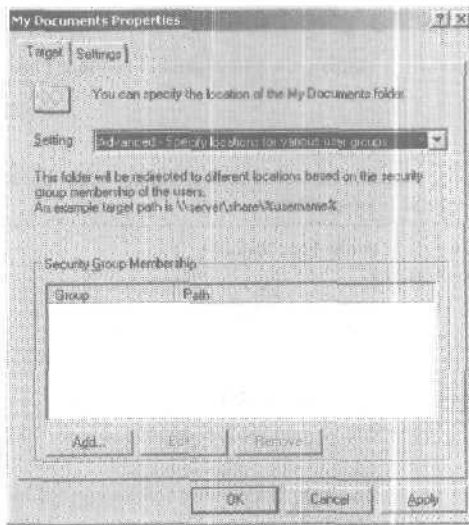 My Documents Properties
Target
Settings
You can specify the location of the My Documents folder.
Setting
Advanced - Specify locations for various user groups
This folder will be redirected to different locations based on the security
group membership of the users.
An example target path is \\server\share\%username%.
Security Group Membership
Group Path
Add... Edit... Remove
OK Cancel Apply